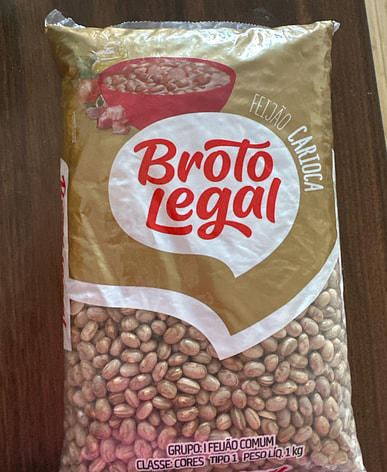 FEIJÃO CARIOCA
Broto
Legal
GRUPO: I FEIJÃO COMUM
CLASSE: CORES TIPO 1 PESO LÍQ. 1 kg